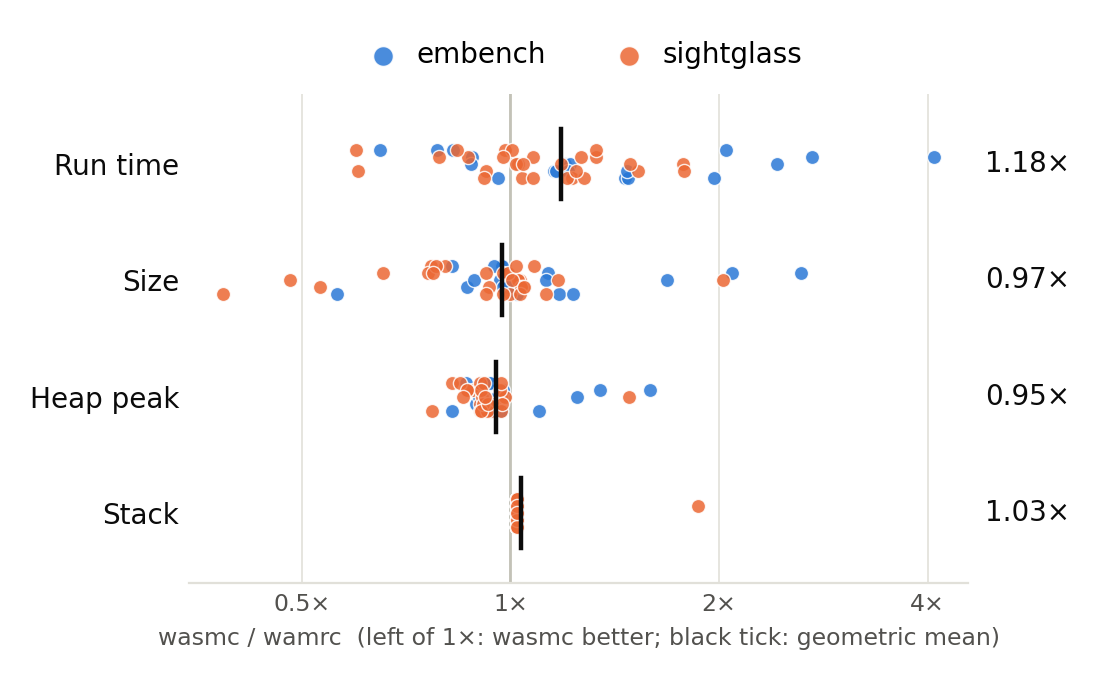 embench sightglass
Run time 1.18×
Size 0.97×
Heap peak 0.95×
Stack 1.03×
0.5× 1× 2× 4×
wasmc / wamrc (left of 1×: wasmc better; black tick: geometric mean)